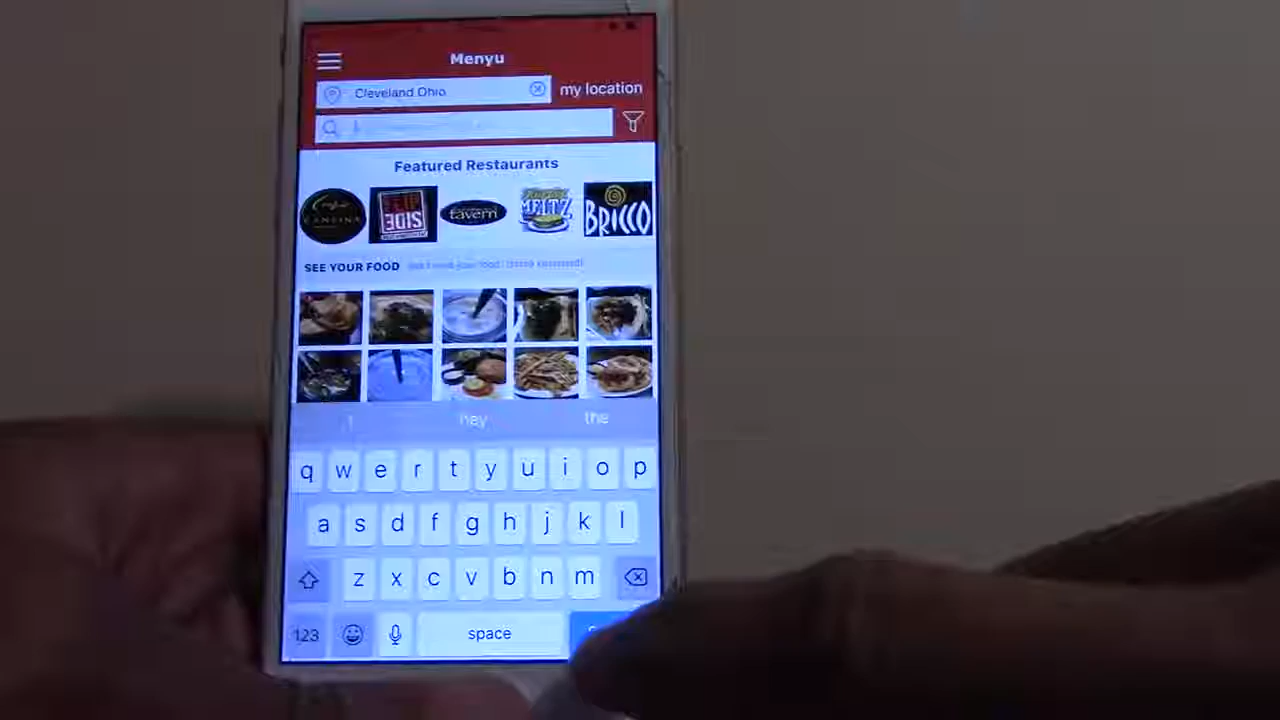 Menyu
Cleveland Ohio
my location
Featured Restaurants
CANTINA
FLIP
SIDE
tavern
MELTZ
BRICCO
SEE YOUR FOOD
hey
the
q w e r t y u i o p
a s d f g h j k l
z x c v b n m
123
space